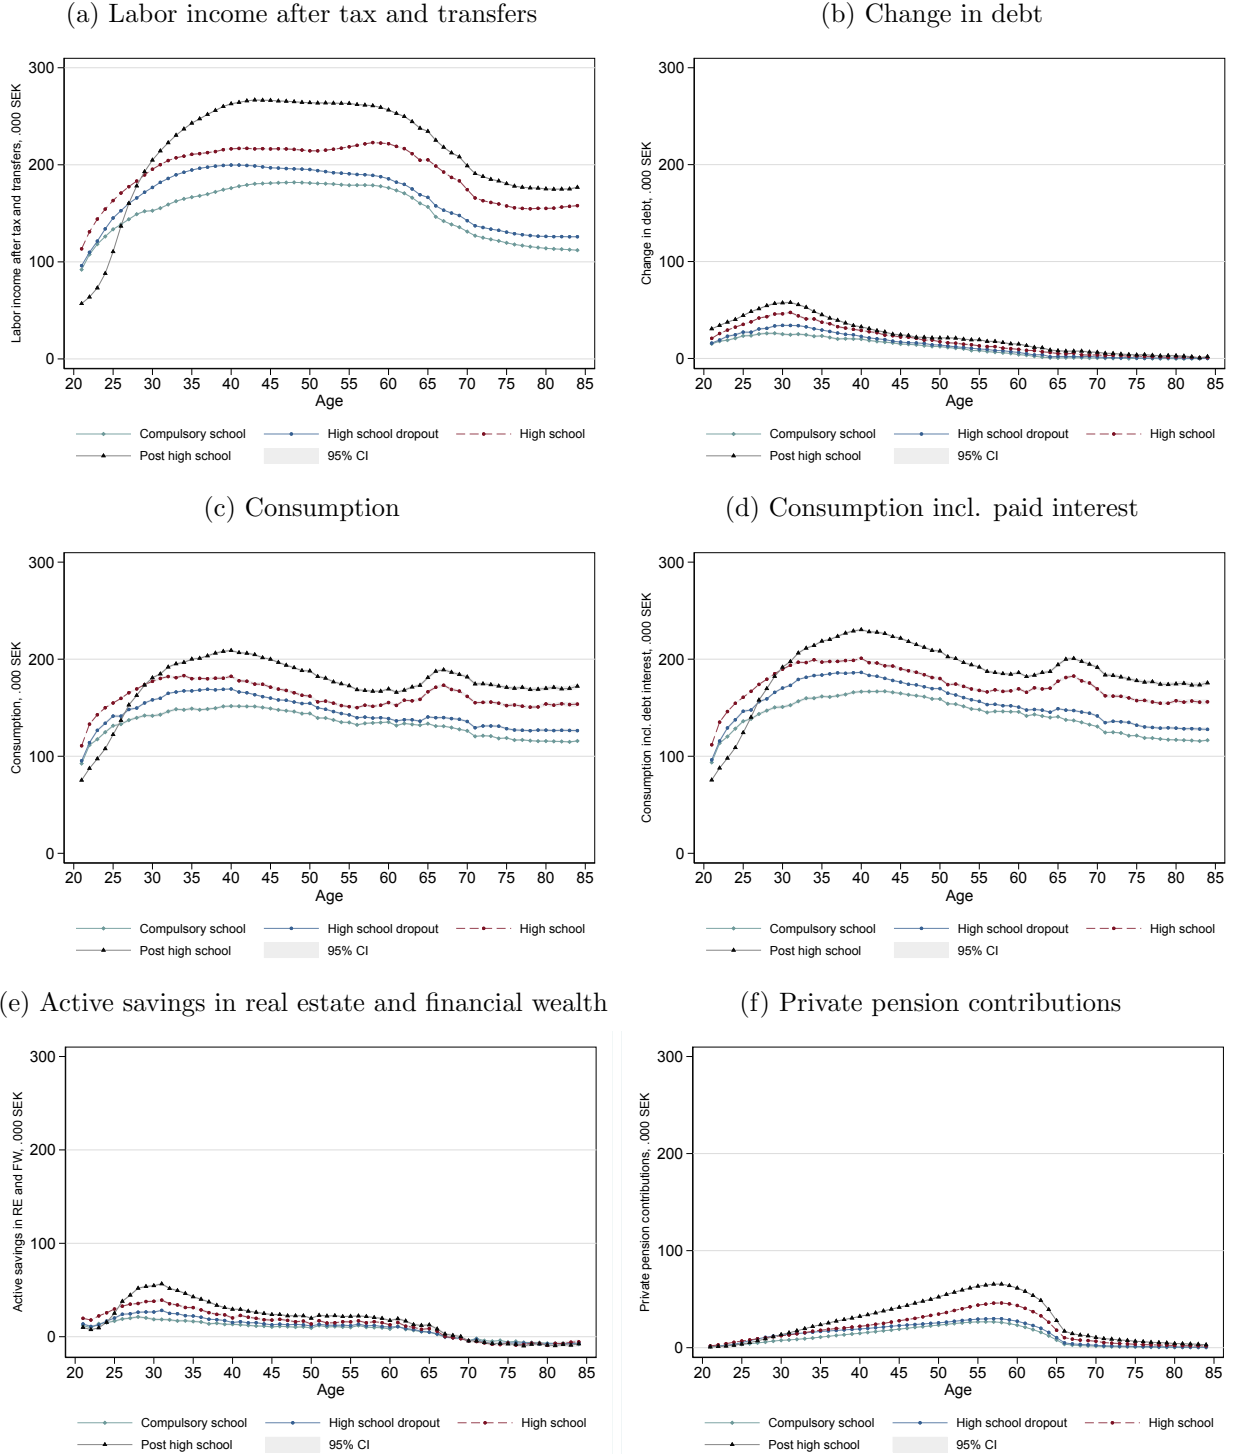 (a) Labor income after tax and transfers
Labor income after tax and transfers, .000 SEK
300
200
100
0
20 25 30 35 40 45 50 55 60 65 70 75 80 85
Age
Compulsory school High school dropout High school
Post high school 95% CI
(b) Change in debt
Change in debt, .000 SEK
300
200
100
0
20 25 30 35 40 45 50 55 60 65 70 75 80 85
Age
Compulsory school High school dropout High school
Post high school 95% CI
(c) Consumption
Consumption, .000 SEK
300
200
100
0
20 25 30 35 40 45 50 55 60 65 70 75 80 85
Age
Compulsory school High school dropout High school
Post high school 95% CI
(d) Consumption incl. paid interest
Consumption incl. debt interest, .000 SEK
300
200
100
0
20 25 30 35 40 45 50 55 60 65 70 75 80 85
Age
Compulsory school High school dropout High school
Post high school 95% CI
(e) Active savings in real estate and financial wealth
Active savings in RE and FW, .000 SEK
300
200
100
0
20 25 30 35 40 45 50 55 60 65 70 75 80 85
Age
Compulsory school High school dropout High school
Post high school 95% CI
(f) Private pension contributions
Private pension contributions, .000 SEK
300
200
100
0
20 25 30 35 40 45 50 55 60 65 70 75 80 85
Age
Compulsory school High school dropout High school
Post high school 95% CI